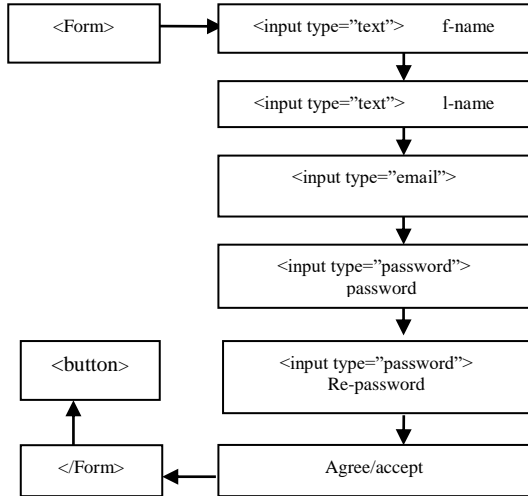 <Form>
<input type=”text”> f-name
<input type=”text”> l-name
<input type=”email”>
<input type=”password”>
password
<input type=”password”>
Re-password
Agree/accept
</Form>
<button>